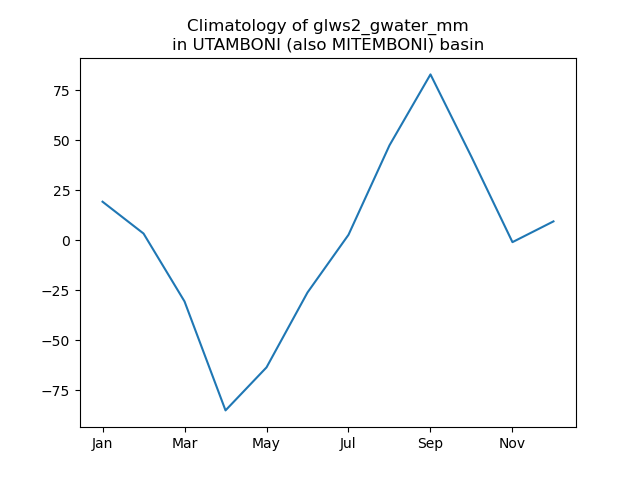 Climatology of glws2_gwater_mm
in UTAMBONI (also MITEMBONI) basin
75
50
25
0
−25
−50
−75
Jan Mar May Jul Sep Nov